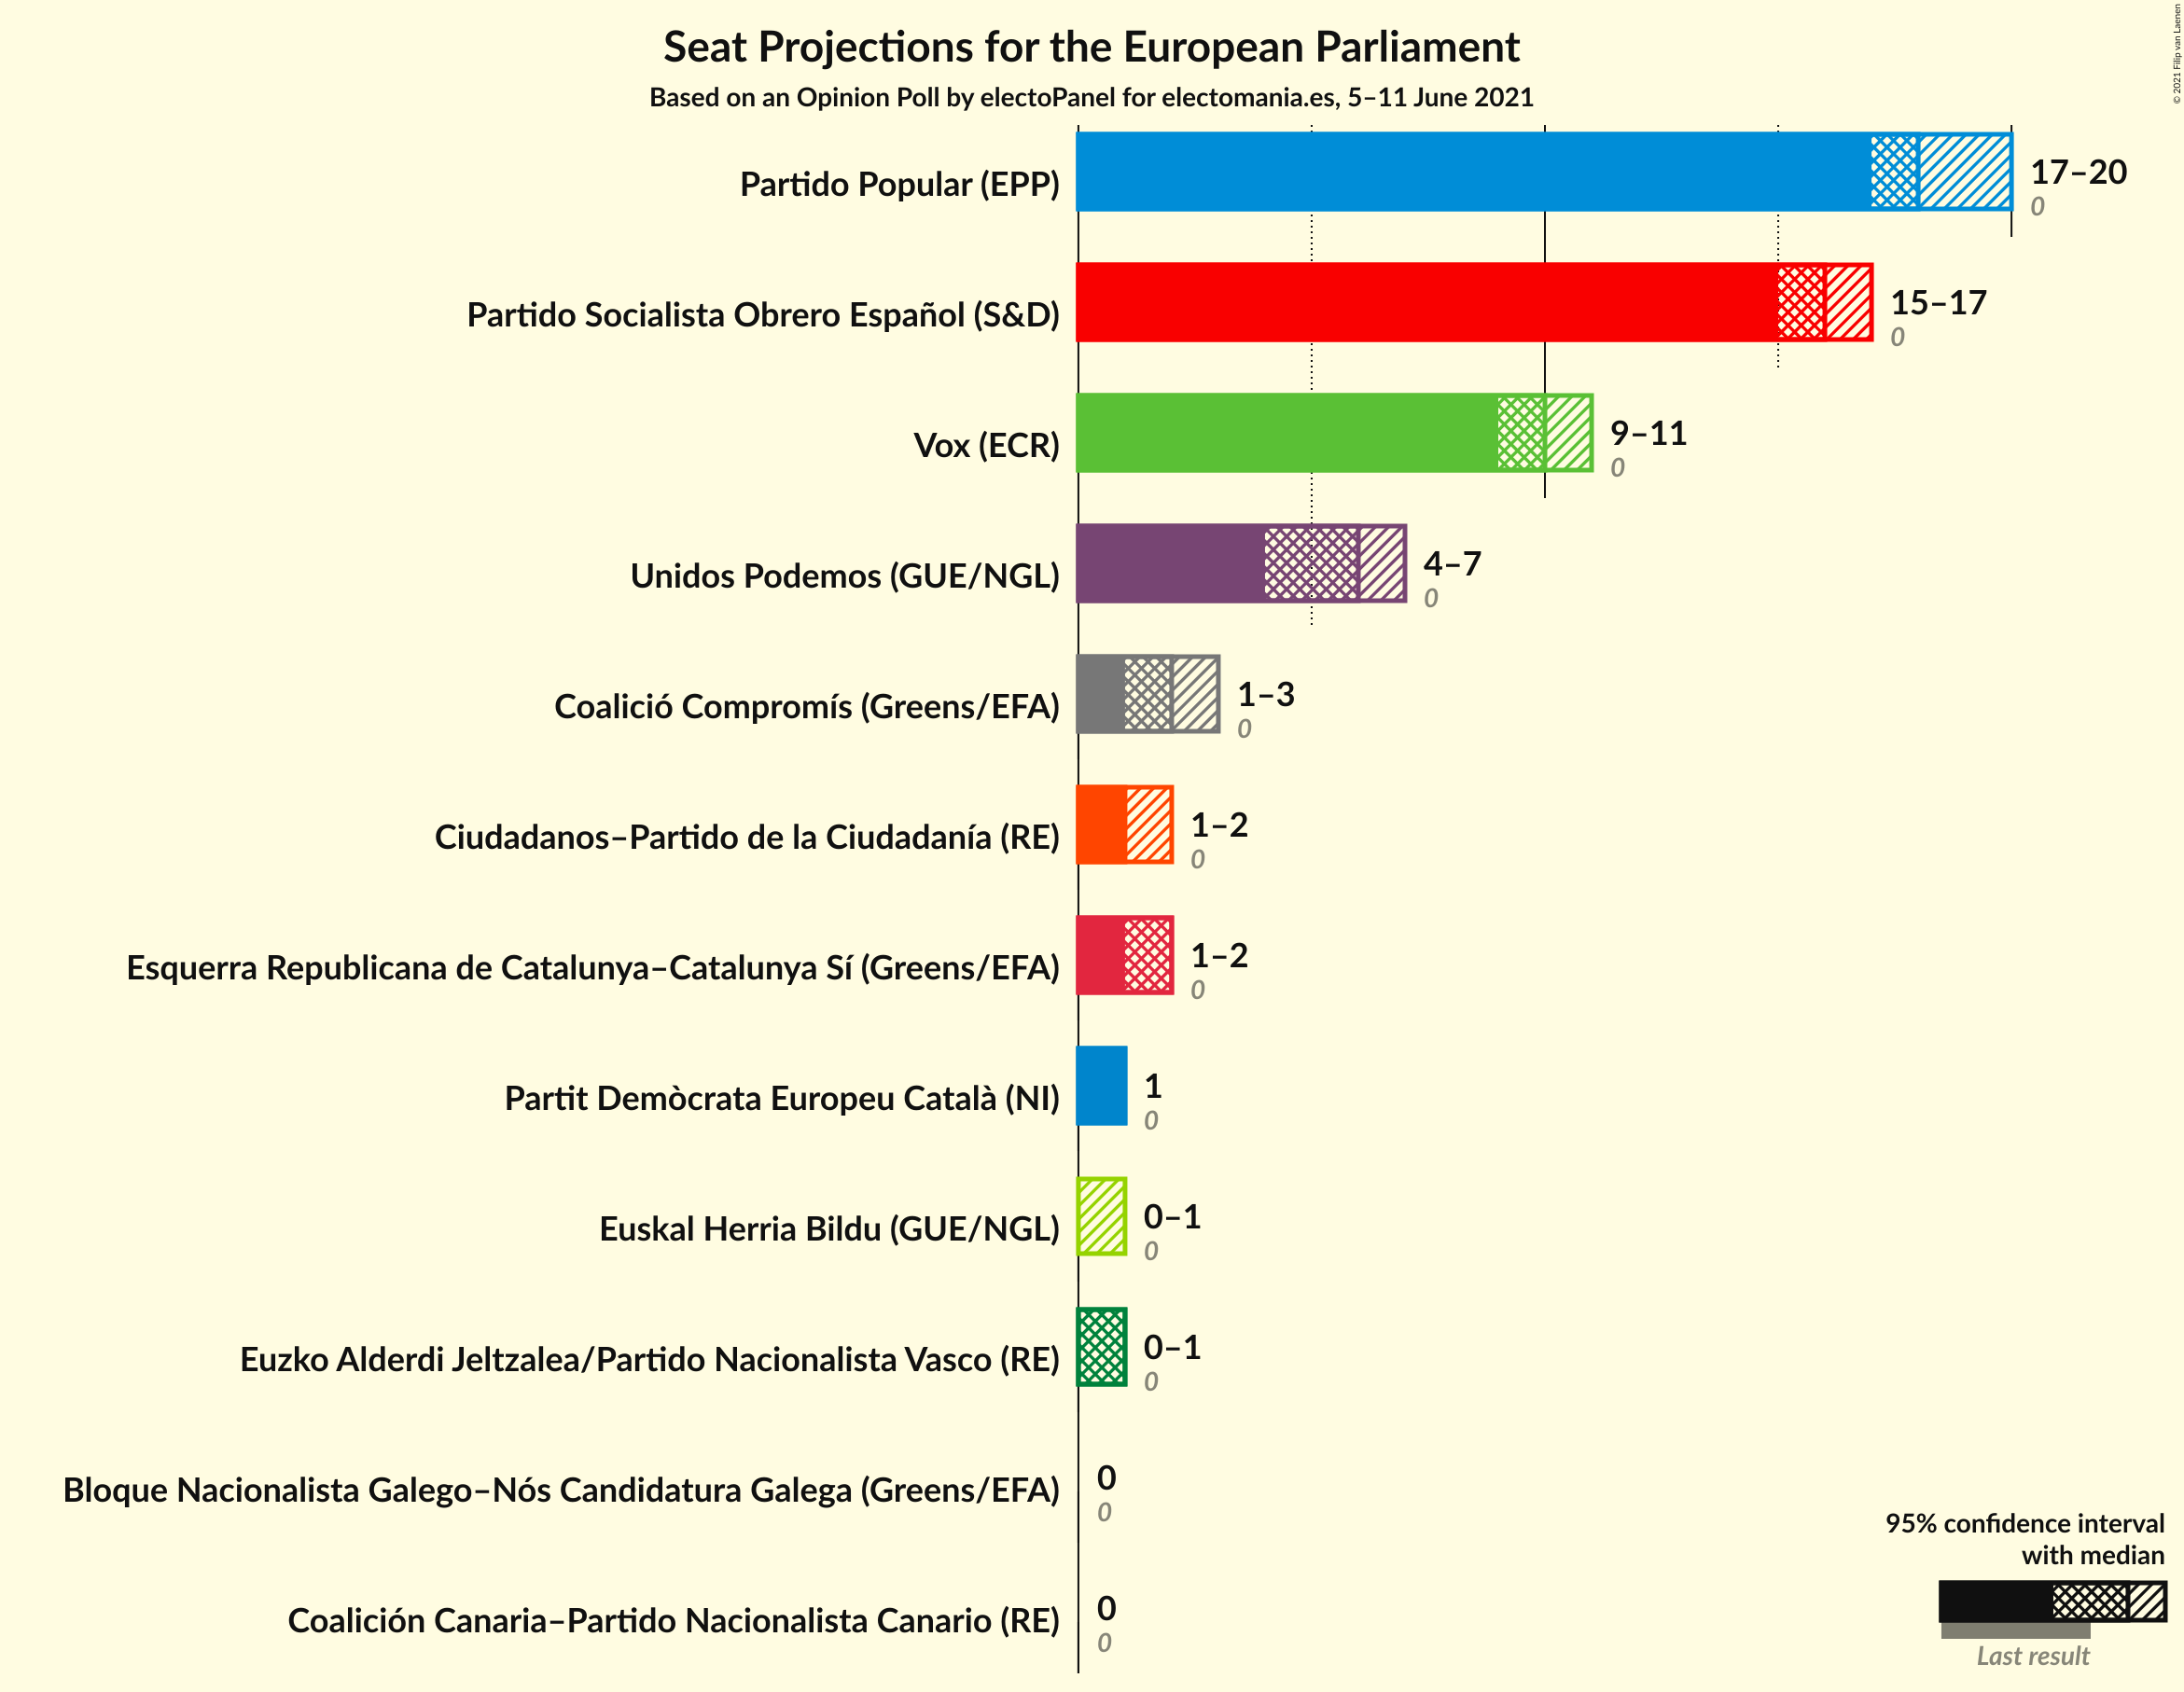 Seat Projections for the European Parliament
Based on an Opinion Poll by electoPanel for electomania.es, 5–11 June 2021
© 2021 Filip van Laenen
Partido Popular (EPP)
17–20
0
Partido Socialista Obrero Español (S&D)
15–17
0
Vox (ECR)
9–11
0
Unidos Podemos (GUE/NGL)
4–7
0
Coalició Compromís (Greens/EFA)
1–3
0
Ciudadanos–Partido de la Ciudadanía (RE)
1–2
0
Esquerra Republicana de Catalunya–Catalunya Sí (Greens/EFA)
1–2
0
Partit Demòcrata Europeu Català (NI)
1
0
Euskal Herria Bildu (GUE/NGL)
0–1
0
Euzko Alderdi Jeltzalea/Partido Nacionalista Vasco (RE)
0–1
0
Bloque Nacionalista Galego–Nós Candidatura Galega (Greens/EFA)
0
0
Coalición Canaria–Partido Nacionalista Canario (RE)
0
0
95% confidence interval
with median
Last result